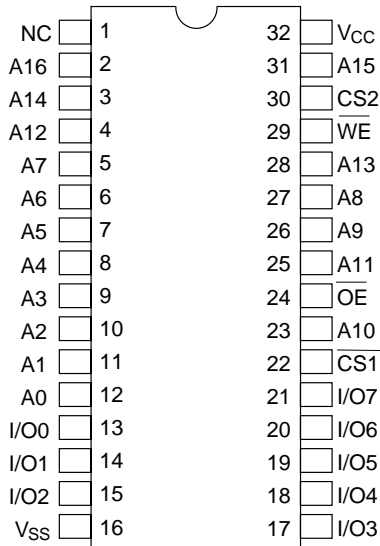 NC 1 32 VCC
A16 2 31 A15
A14 3 30 CS2
A12 4 29 W̅E̅
A7 5 28 A13
A6 6 27 A8
A5 7 26 A9
A4 8 25 A11
A3 9 24 O̅E̅
A2 10 23 A10
A1 11 22 C̅S̅1̅
A0 12 21 I/O7
I/O0 13 20 I/O6
I/O1 14 19 I/O5
I/O2 15 18 I/O4
VSS 16 17 I/O3